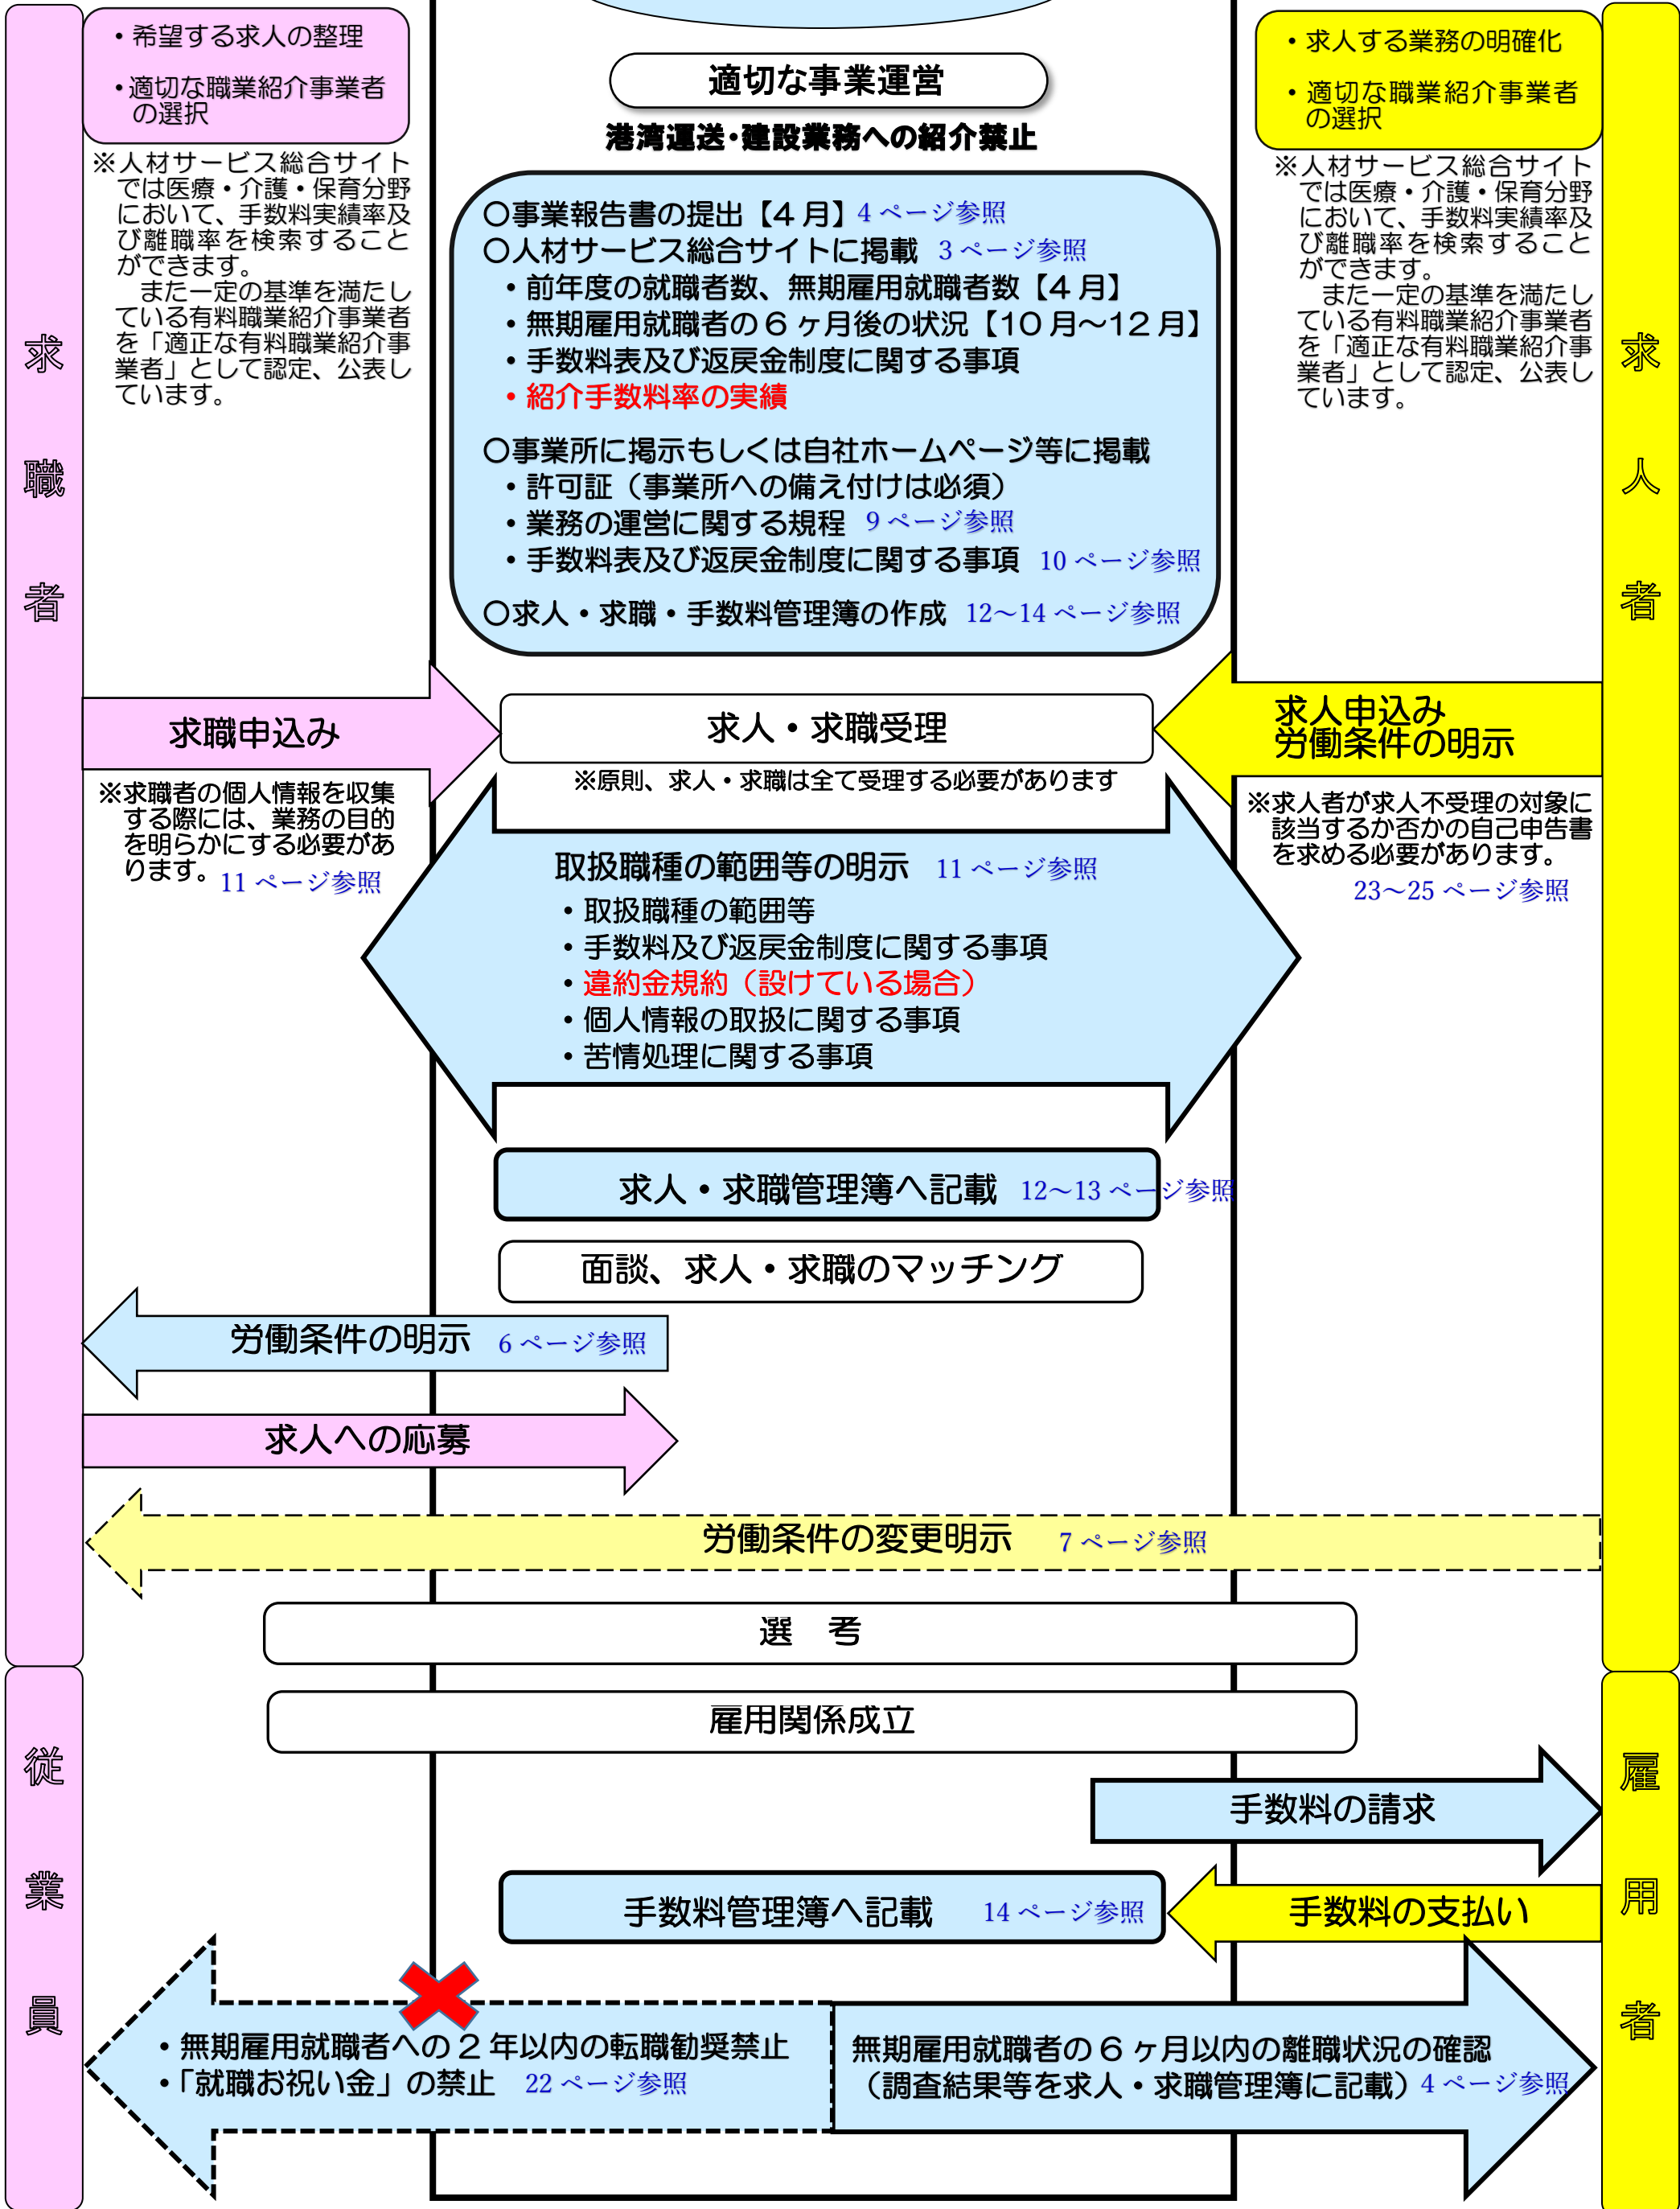 ・希望する求人の整理
・適切な職業紹介事業者
の選択
※人材サービス総合サイト
では医療・介護・保育分野
において、手数料実績率及
び離職率を検索すること
ができます。
また一定の基準を満たし
ている有料職業紹介事業者
を「適正な有料職業紹介事
業者」として認定、公表し
ています。
求職者
適切な事業運営
港湾運送・建設業務への紹介禁止
〇事業報告書の提出【4月】4ページ参照
〇人材サービス総合サイトに掲載 3ページ参照
・前年度の就職者数、無期雇用就職者数【4月】
・無期雇用就職者の6ヶ月後の状況【10月～12月】
・手数料表及び返戻金制度に関する事項
・紹介手数料率の実績
〇事業所に掲示もしくは自社ホームページ等に掲載
・許可証（事業所への備え付けは必須）
・業務の運営に関する規程 9ページ参照
・手数料表及び返戻金制度に関する事項 10ページ参照
〇求人・求職・手数料管理簿の作成 12～14ページ参照
・求人する業務の明確化
・適切な職業紹介事業者
の選択
※人材サービス総合サイト
では医療・介護・保育分野
において、手数料実績率及
び離職率を検索すること
ができます。
また一定の基準を満たし
ている有料職業紹介事業者
を「適正な有料職業紹介事
業者」として認定、公表し
ています。
求人者
求職申込み
求人・求職受理
求人申込み
労働条件の明示
※原則、求人・求職は全て受理する必要があります
※求職者の個人情報を収集
する際には、業務の目的
を明らかにする必要があ
ります。11ページ参照
※求人者が求人不受理の対象に
該当するか否かの自己申告書
を求める必要があります。
23～25ページ参照
取扱職種の範囲等の明示 11ページ参照
・取扱職種の範囲等
・手数料及び返戻金制度に関する事項
・違約金規約（設けている場合）
・個人情報の取扱に関する事項
・苦情処理に関する事項
求人・求職管理簿へ記載 12～13ページ参照
面談、求人・求職のマッチング
労働条件の明示 6ページ参照
求人への応募
労働条件の変更明示 7ページ参照
選 考
雇用関係成立
従業員
雇用者
手数料の請求
手数料管理簿へ記載 14ページ参照
手数料の支払い
・無期雇用就職者への2年以内の転職勧奨禁止
・「就職お祝い金」の禁止 22ページ参照
無期雇用就職者の6ヶ月以内の離職状況の確認
（調査結果等を求人・求職管理簿に記載）4ページ参照